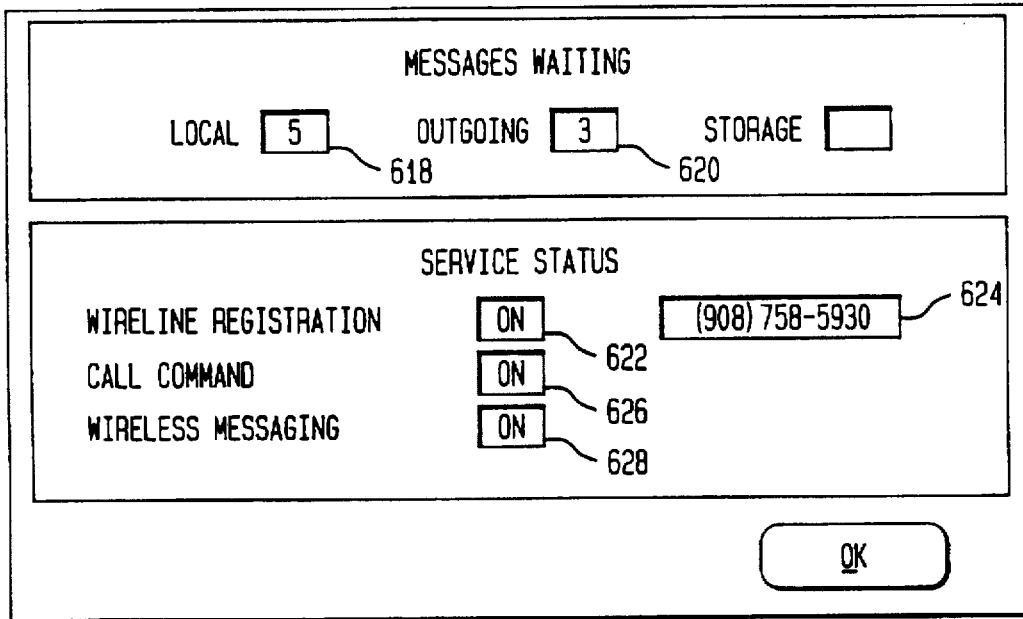 MESSAGES WAITING
LOCAL 5 OUTGOING 3 STORAGE
618 620
SERVICE STATUS
WIRELINE REGISTRATION ON (908) 758-5930 624
622
CALL COMMAND ON
626
WIRELESS MESSAGING ON
628
OK